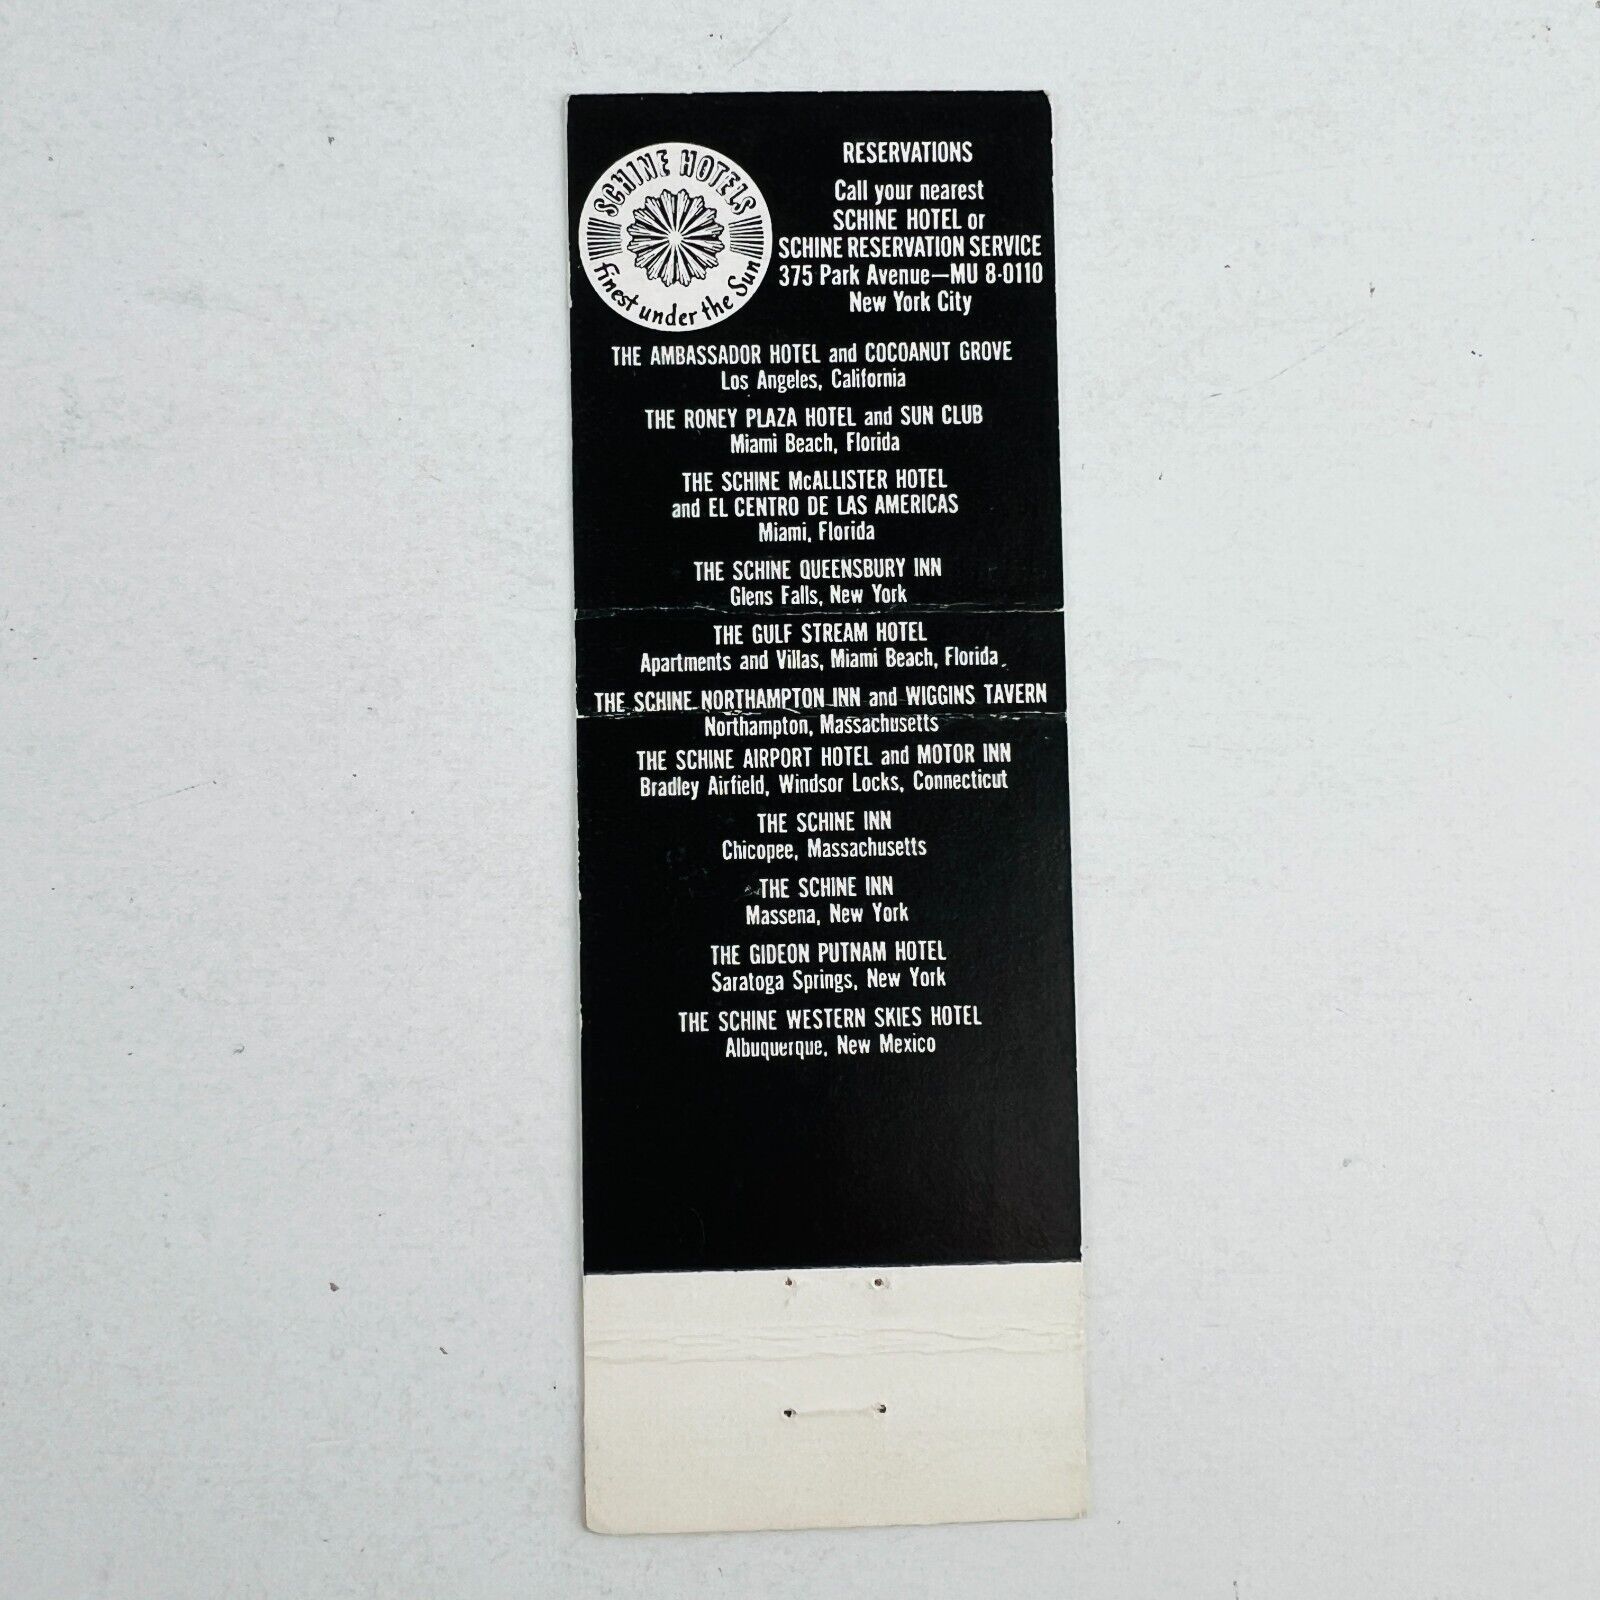 SCHINE HOTELS
finest under the Sun
RESERVATIONS
Call your nearest
SCHINE HOTEL or
SCHINE RESERVATION SERVICE
375 Park Avenue—MU 8-0110
New York City
THE AMBASSADOR HOTEL and COCOANUT GROVE
Los Angeles, California
THE RONEY PLAZA HOTEL and SUN CLUB
Miami Beach, Florida
THE SCHINE McALLISTER HOTEL
and EL CENTRO DE LAS AMERICAS
Miami, Florida
THE SCHINE QUEENSBURY INN
Glens Falls, New York
THE GULF STREAM HOTEL
Apartments and Villas, Miami Beach, Florida
THE SCHINE NORTHAMPTON INN and WIGGINS TAVERN
Northampton, Massachusetts
THE SCHINE AIRPORT HOTEL and MOTOR INN
Bradley Airfield, Windsor Locks, Connecticut
THE SCHINE INN
Chicopee, Massachusetts
THE SCHINE INN
Massena, New York
THE GIDEON PUTNAM HOTEL
Saratoga Springs, New York
THE SCHINE WESTERN SKIES HOTEL
Albuquerque, New Mexico